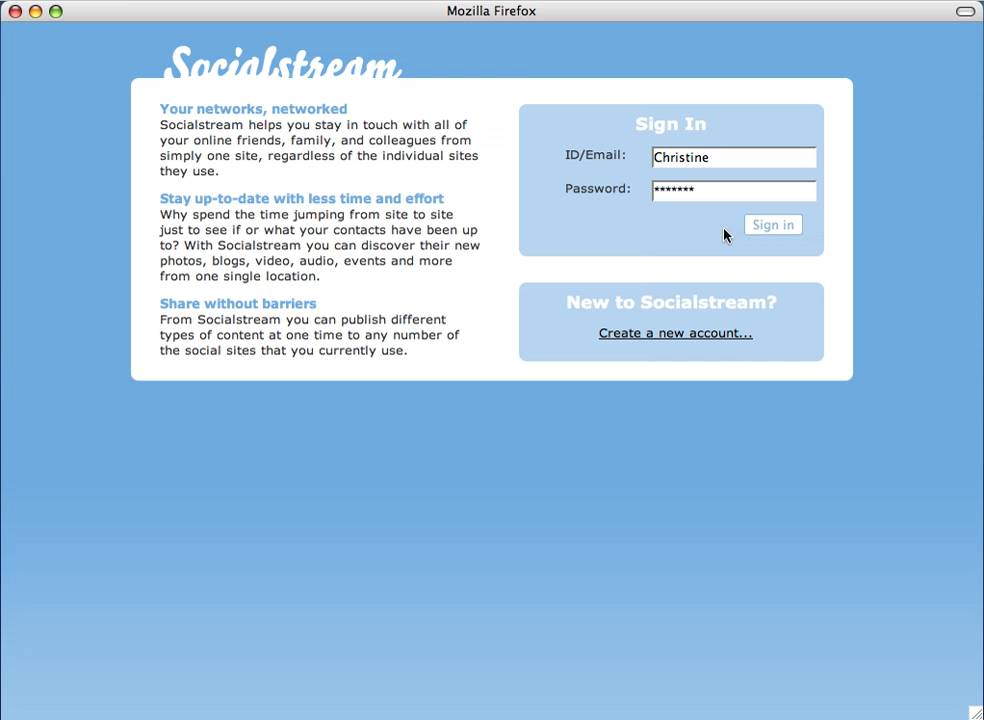 Mozilla Firefox
Socialstream
Your networks, networked
Socialstream helps you stay in touch with all of
your online friends, family, and colleagues from
simply one site, regardless of the individual sites
they use.
Stay up-to-date with less time and effort
Why spend the time jumping from site to site
just to see if or what your contacts have been up
to? With Socialstream you can discover their new
photos, blogs, video, audio, events and more
from one single location.
Share without barriers
From Socialstream you can publish different
types of content at one time to any number of
the social sites that you currently use.
Sign In
ID/Email: Christine
Password: *******
Sign in
New to Socialstream?
Create a new account...